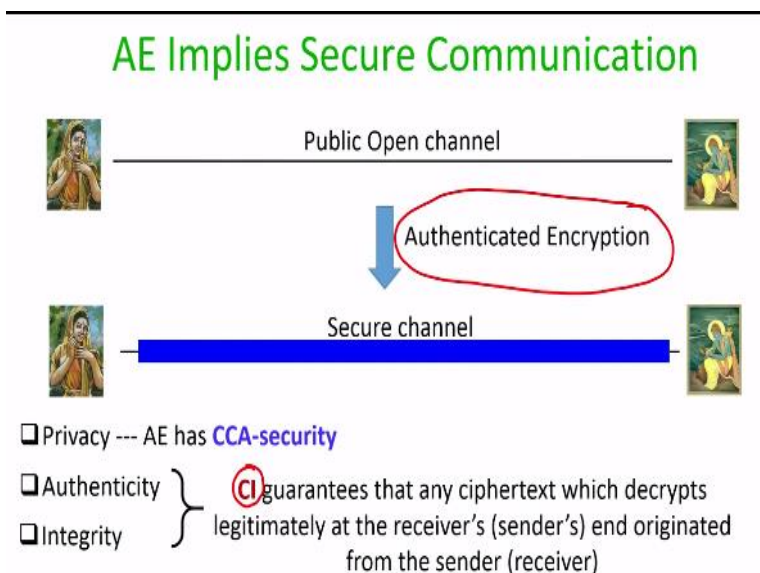 AE Implies Secure Communication
Public Open channel
Authenticated Encryption
Secure channel
❑Privacy --- AE has CCA-security
❑Authenticity
❑Integrity
CI guarantees that any ciphertext which decrypts
legitimately at the receiver's (sender's) end originated
from the sender (receiver)